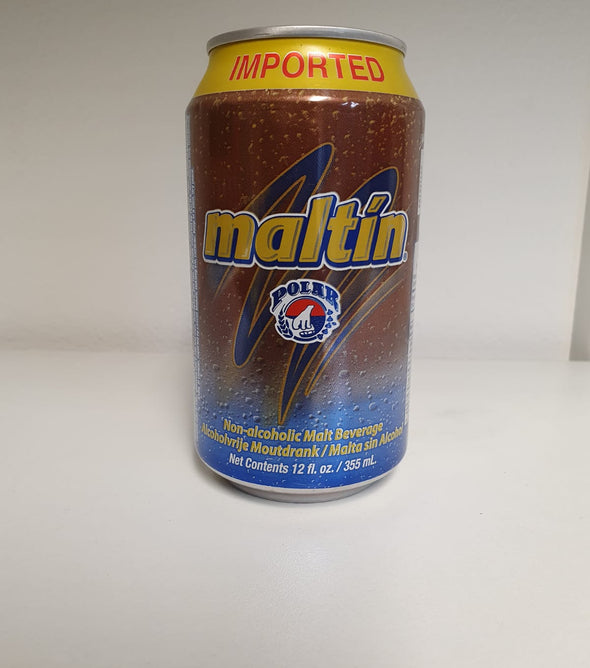 IMPORTED
maltín
POLAR
Non-alcoholic Malt Beverage
Alcoholvrije Moutdrank / Malta sin Alcohol
Net Contents 12 fl. oz. / 355 mL.